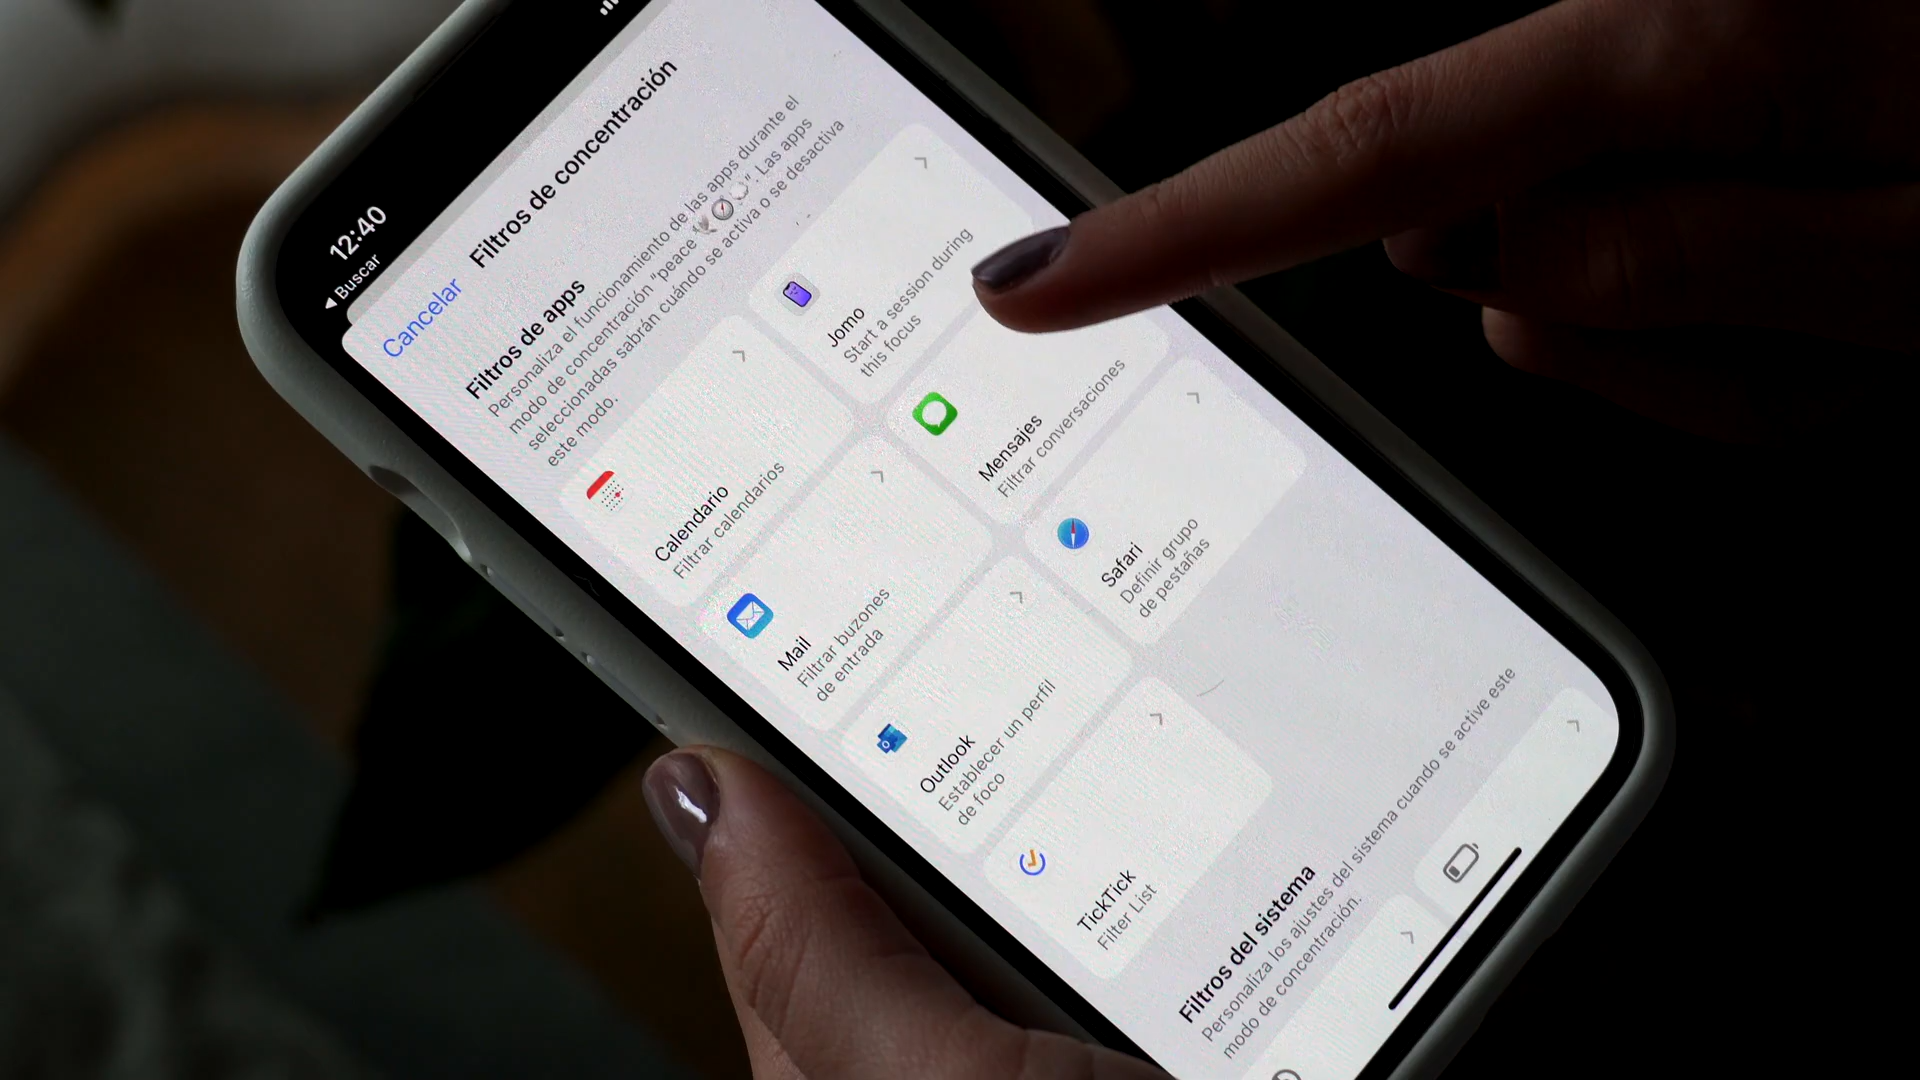 12:40
◀ Buscar
Cancelar
Filtros de concentración
Filtros de apps
Personaliza el funcionamiento de las apps durante el
modo de concentración “peace 🕊️🧭💭”. Las apps
seleccionadas sabrán cuándo se activa o se desactiva
este modo.
Calendario
Filtrar calendarios
Jomo
Start a session during
this focus
Mail
Filtrar buzones
de entrada
Mensajes
Filtrar conversaciones
Outlook
Establecer un perfil
de foco
Safari
Definir grupo
de pestañas
TickTick
Filter List
Filtros del sistema
Personaliza los ajustes del sistema cuando se active este
modo de concentración.